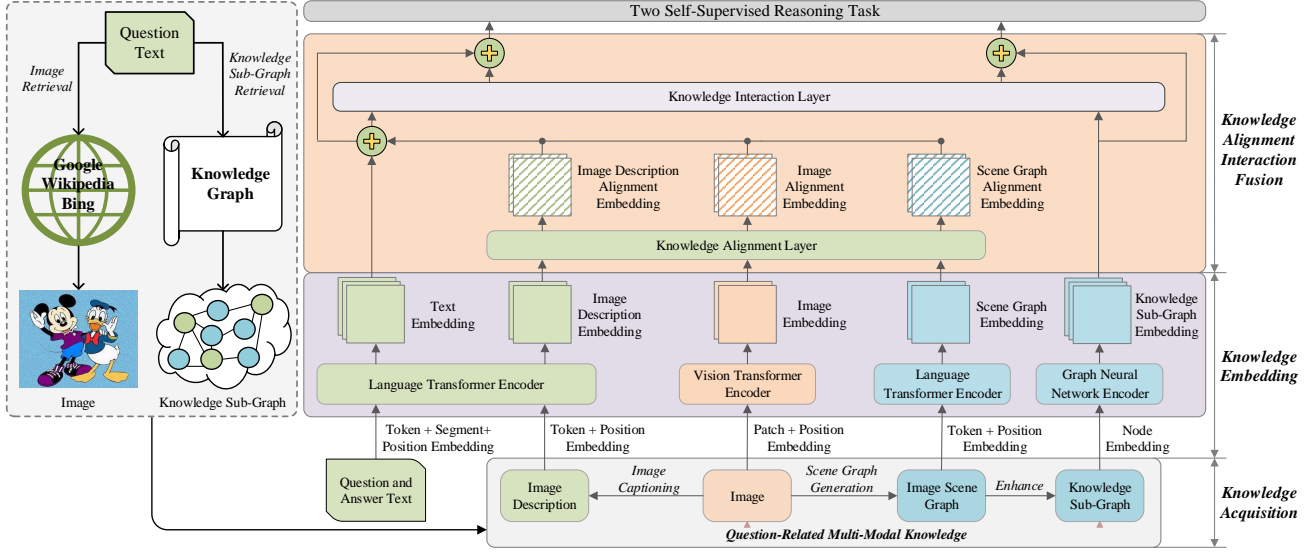 Question
Text
Image
Retrieval
Knowledge
Sub-Graph
Retrieval
Google
Wikipedia
Bing
Knowledge
Graph
Image
Knowledge Sub-Graph
Two Self-Supervised Reasoning Task
Knowledge Interaction Layer
Image Description
Alignment
Embedding
Image
Alignment
Embedding
Scene Graph
Alignment
Embedding
Knowledge Alignment Layer
Knowledge
Alignment
Interaction
Fusion
Text
Embedding
Image
Description
Embedding
Image
Embedding
Scene Graph
Embedding
Knowledge
Sub-Graph
Embedding
Language Transformer Encoder
Vision Transformer
Encoder
Language
Transformer Encoder
Graph Neural
Network Encoder
Knowledge
Embedding
Token + Segment+
Position Embedding
Token + Position
Embedding
Patch + Position
Embedding
Token + Position
Embedding
Node
Embedding
Question and
Answer Text
Image
Description
Image
Captioning
Image
Scene Graph
Generation
Image Scene
Graph
Enhance
Knowledge
Sub-Graph
Question-Related Multi-Modal Knowledge
Knowledge
Acquisition